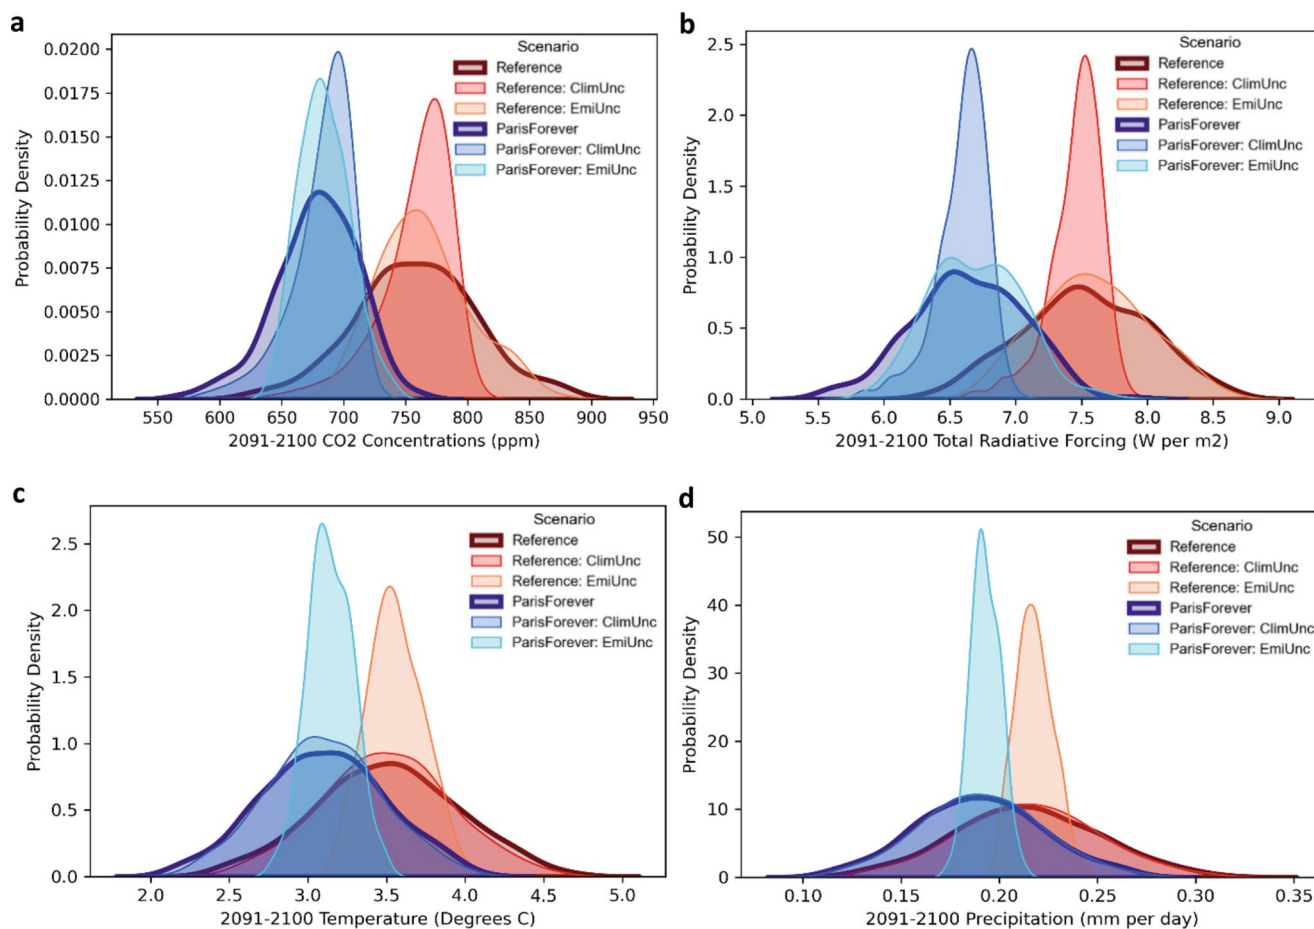 a
Probability Density
0.0200
0.0175
0.0150
0.0125
0.0100
0.0075
0.0050
0.0025
0.0000
550 600 650 700 750 800 850 900 950
2091-2100 CO2 Concentrations (ppm)
Scenario
Reference
Reference: ClimUnc
Reference: EmiUnc
ParisForever
ParisForever: ClimUnc
ParisForever: EmiUnc
b
Probability Density
2.5
2.0
1.5
1.0
0.5
0.0
5.0 5.5 6.0 6.5 7.0 7.5 8.0 8.5 9.0
2091-2100 Total Radiative Forcing (W per m2)
Scenario
Reference
Reference: ClimUnc
Reference: EmiUnc
ParisForever
ParisForever: ClimUnc
ParisForever: EmiUnc
c
Probability Density
2.5
2.0
1.5
1.0
0.5
0.0
2.0 2.5 3.0 3.5 4.0 4.5 5.0
2091-2100 Temperature (Degrees C)
Scenario
Reference
Reference: ClimUnc
Reference: EmiUnc
ParisForever
ParisForever: ClimUnc
ParisForever: EmiUnc
d
Probability Density
50
40
30
20
10
0
0.10 0.15 0.20 0.25 0.30 0.35
2091-2100 Precipitation (mm per day)
Scenario
Reference
Reference: ClimUnc
Reference: EmiUnc
ParisForever
ParisForever: ClimUnc
ParisForever: EmiUnc